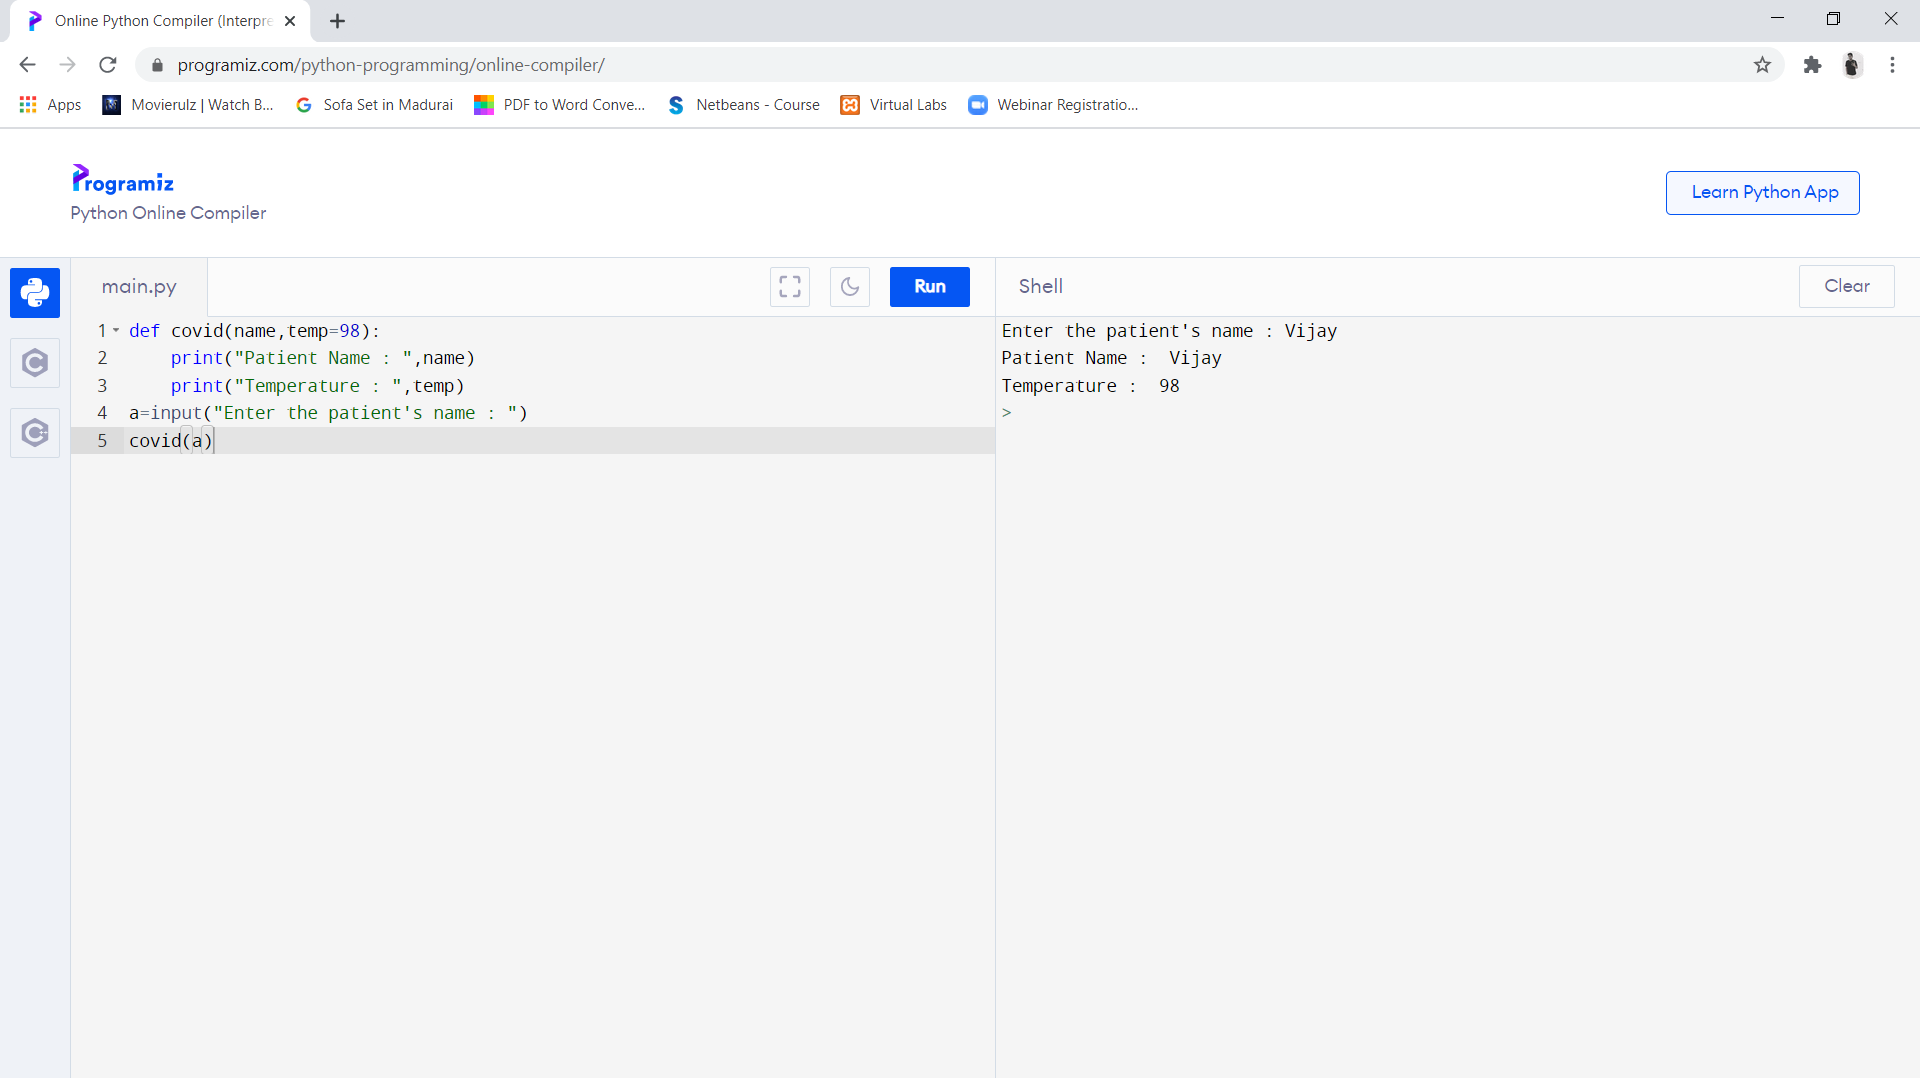 Online Python Compiler (Interpre
programiz.com/python-programming/online-compiler/
Apps
Movierulz | Watch B...
Sofa Set in Madurai
PDF to Word Conve...
Netbeans - Course
Virtual Labs
Webinar Registratio...
Programiz
Python Online Compiler
Learn Python App
main.py
Run
Shell
Clear
1 def covid(name,temp=98):
2     print("Patient Name : ",name)
3     print("Temperature : ",temp)
4 a=input("Enter the patient's name : ")
5 covid(a)
Enter the patient's name : Vijay
Patient Name :  Vijay
Temperature :  98
>